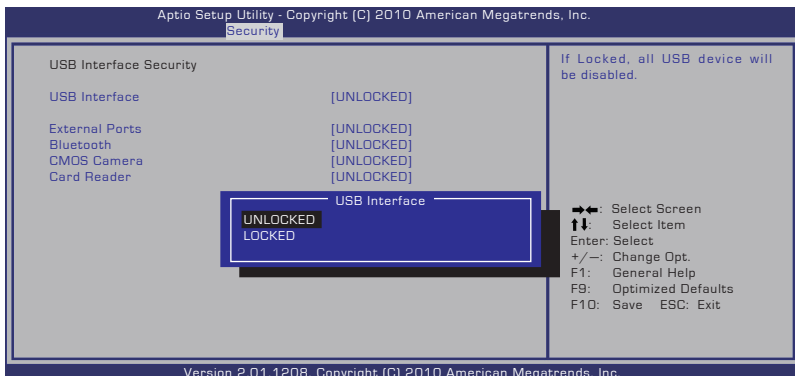 Aptio Setup Utility - Copyright (C) 2010 American Megatrends, Inc.
Security
USB Interface Security
USB Interface [UNLOCKED]
External Ports [UNLOCKED]
Bluetooth [UNLOCKED]
CMOS Camera [UNLOCKED]
Card Reader [UNLOCKED]
USB Interface
UNLOCKED
LOCKED
If Locked, all USB device will
be disabled.
→←: Select Screen
↑↓: Select Item
Enter: Select
+/—: Change Opt.
F1: General Help
F9: Optimized Defaults
F10: Save ESC: Exit
Version 2.01.1208. Copyright (C) 2010 American Megatrends, Inc.